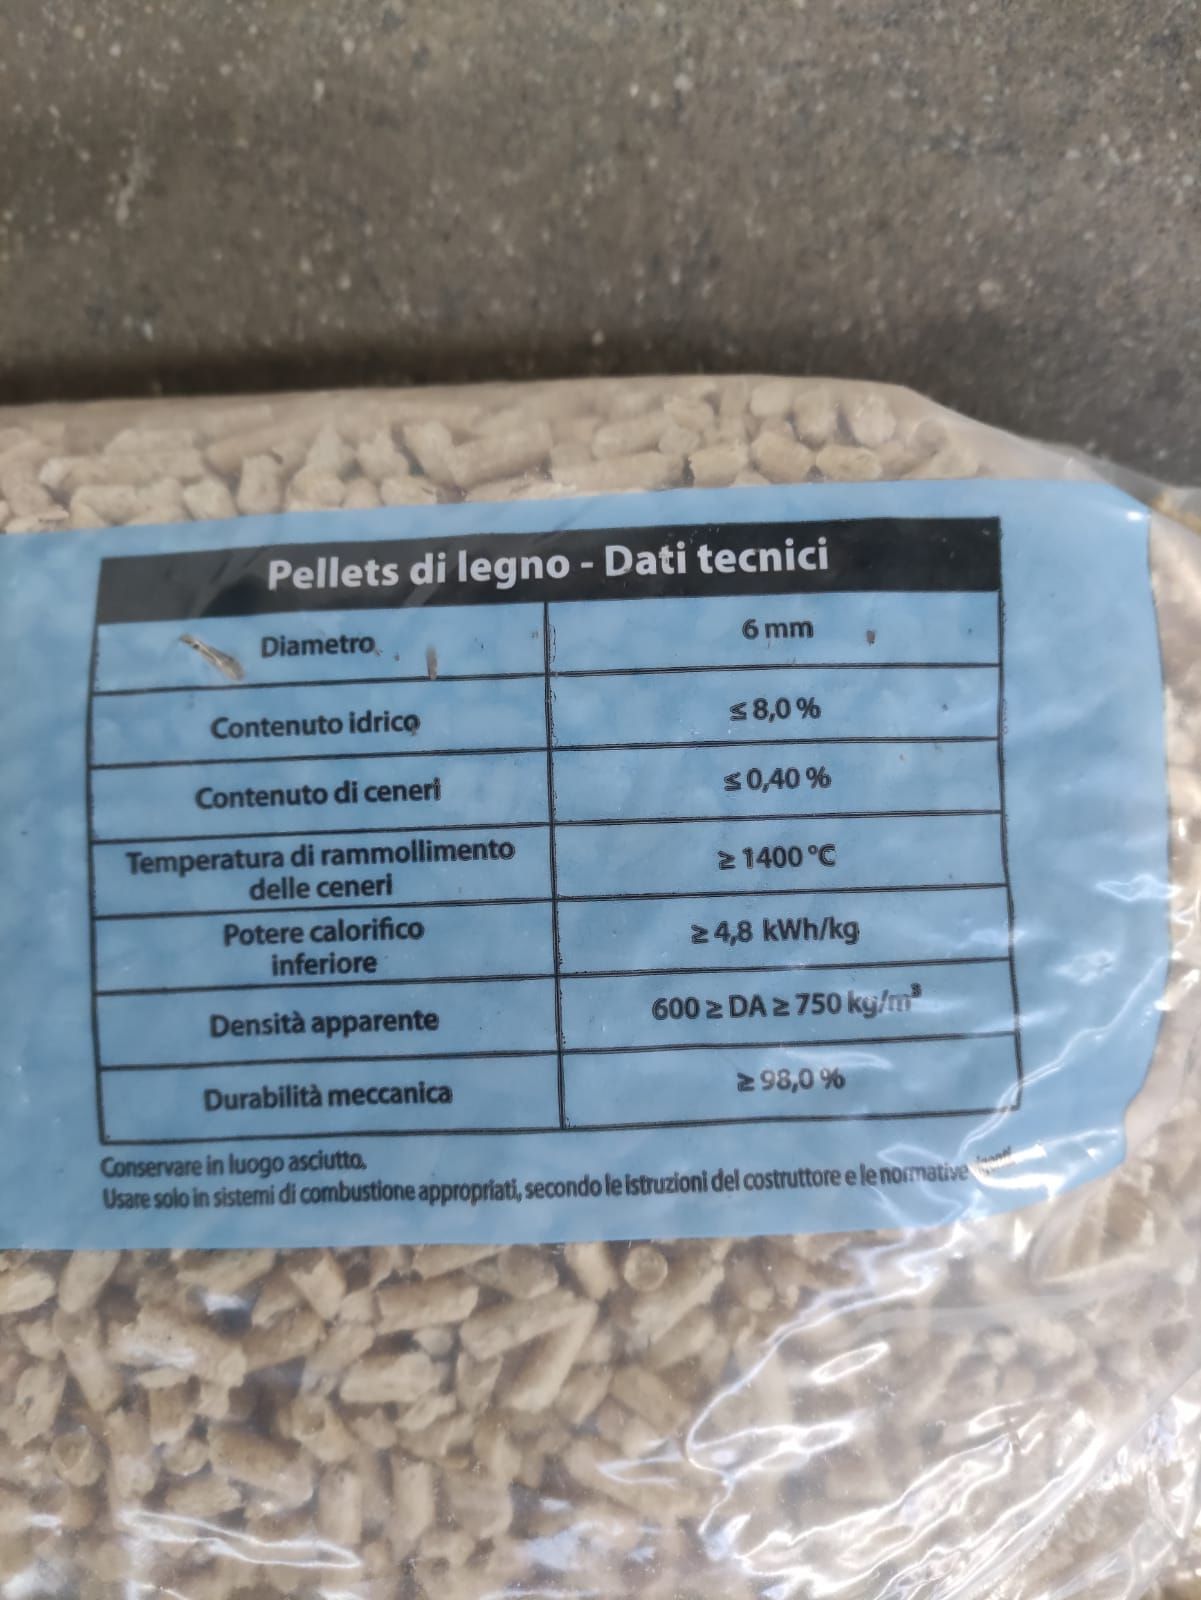 Pellets di legno - Dati tecnici
Diametro
6 mm
Contenuto idrico
≤ 8,0 %
Contenuto di ceneri
≤ 0,40 %
Temperatura di rammollimento
delle ceneri
≥ 1400 °C
Potere calorifico
inferiore
≥ 4,8 kWh/kg
Densità apparente
600 ≥ DA ≥ 750 kg/m³
Durabilità meccanica
≥ 98,0 %
Conservare in luogo asciutto.
Usare solo in sistemi di combustione appropriati, secondo le istruzioni del costruttore e le normative